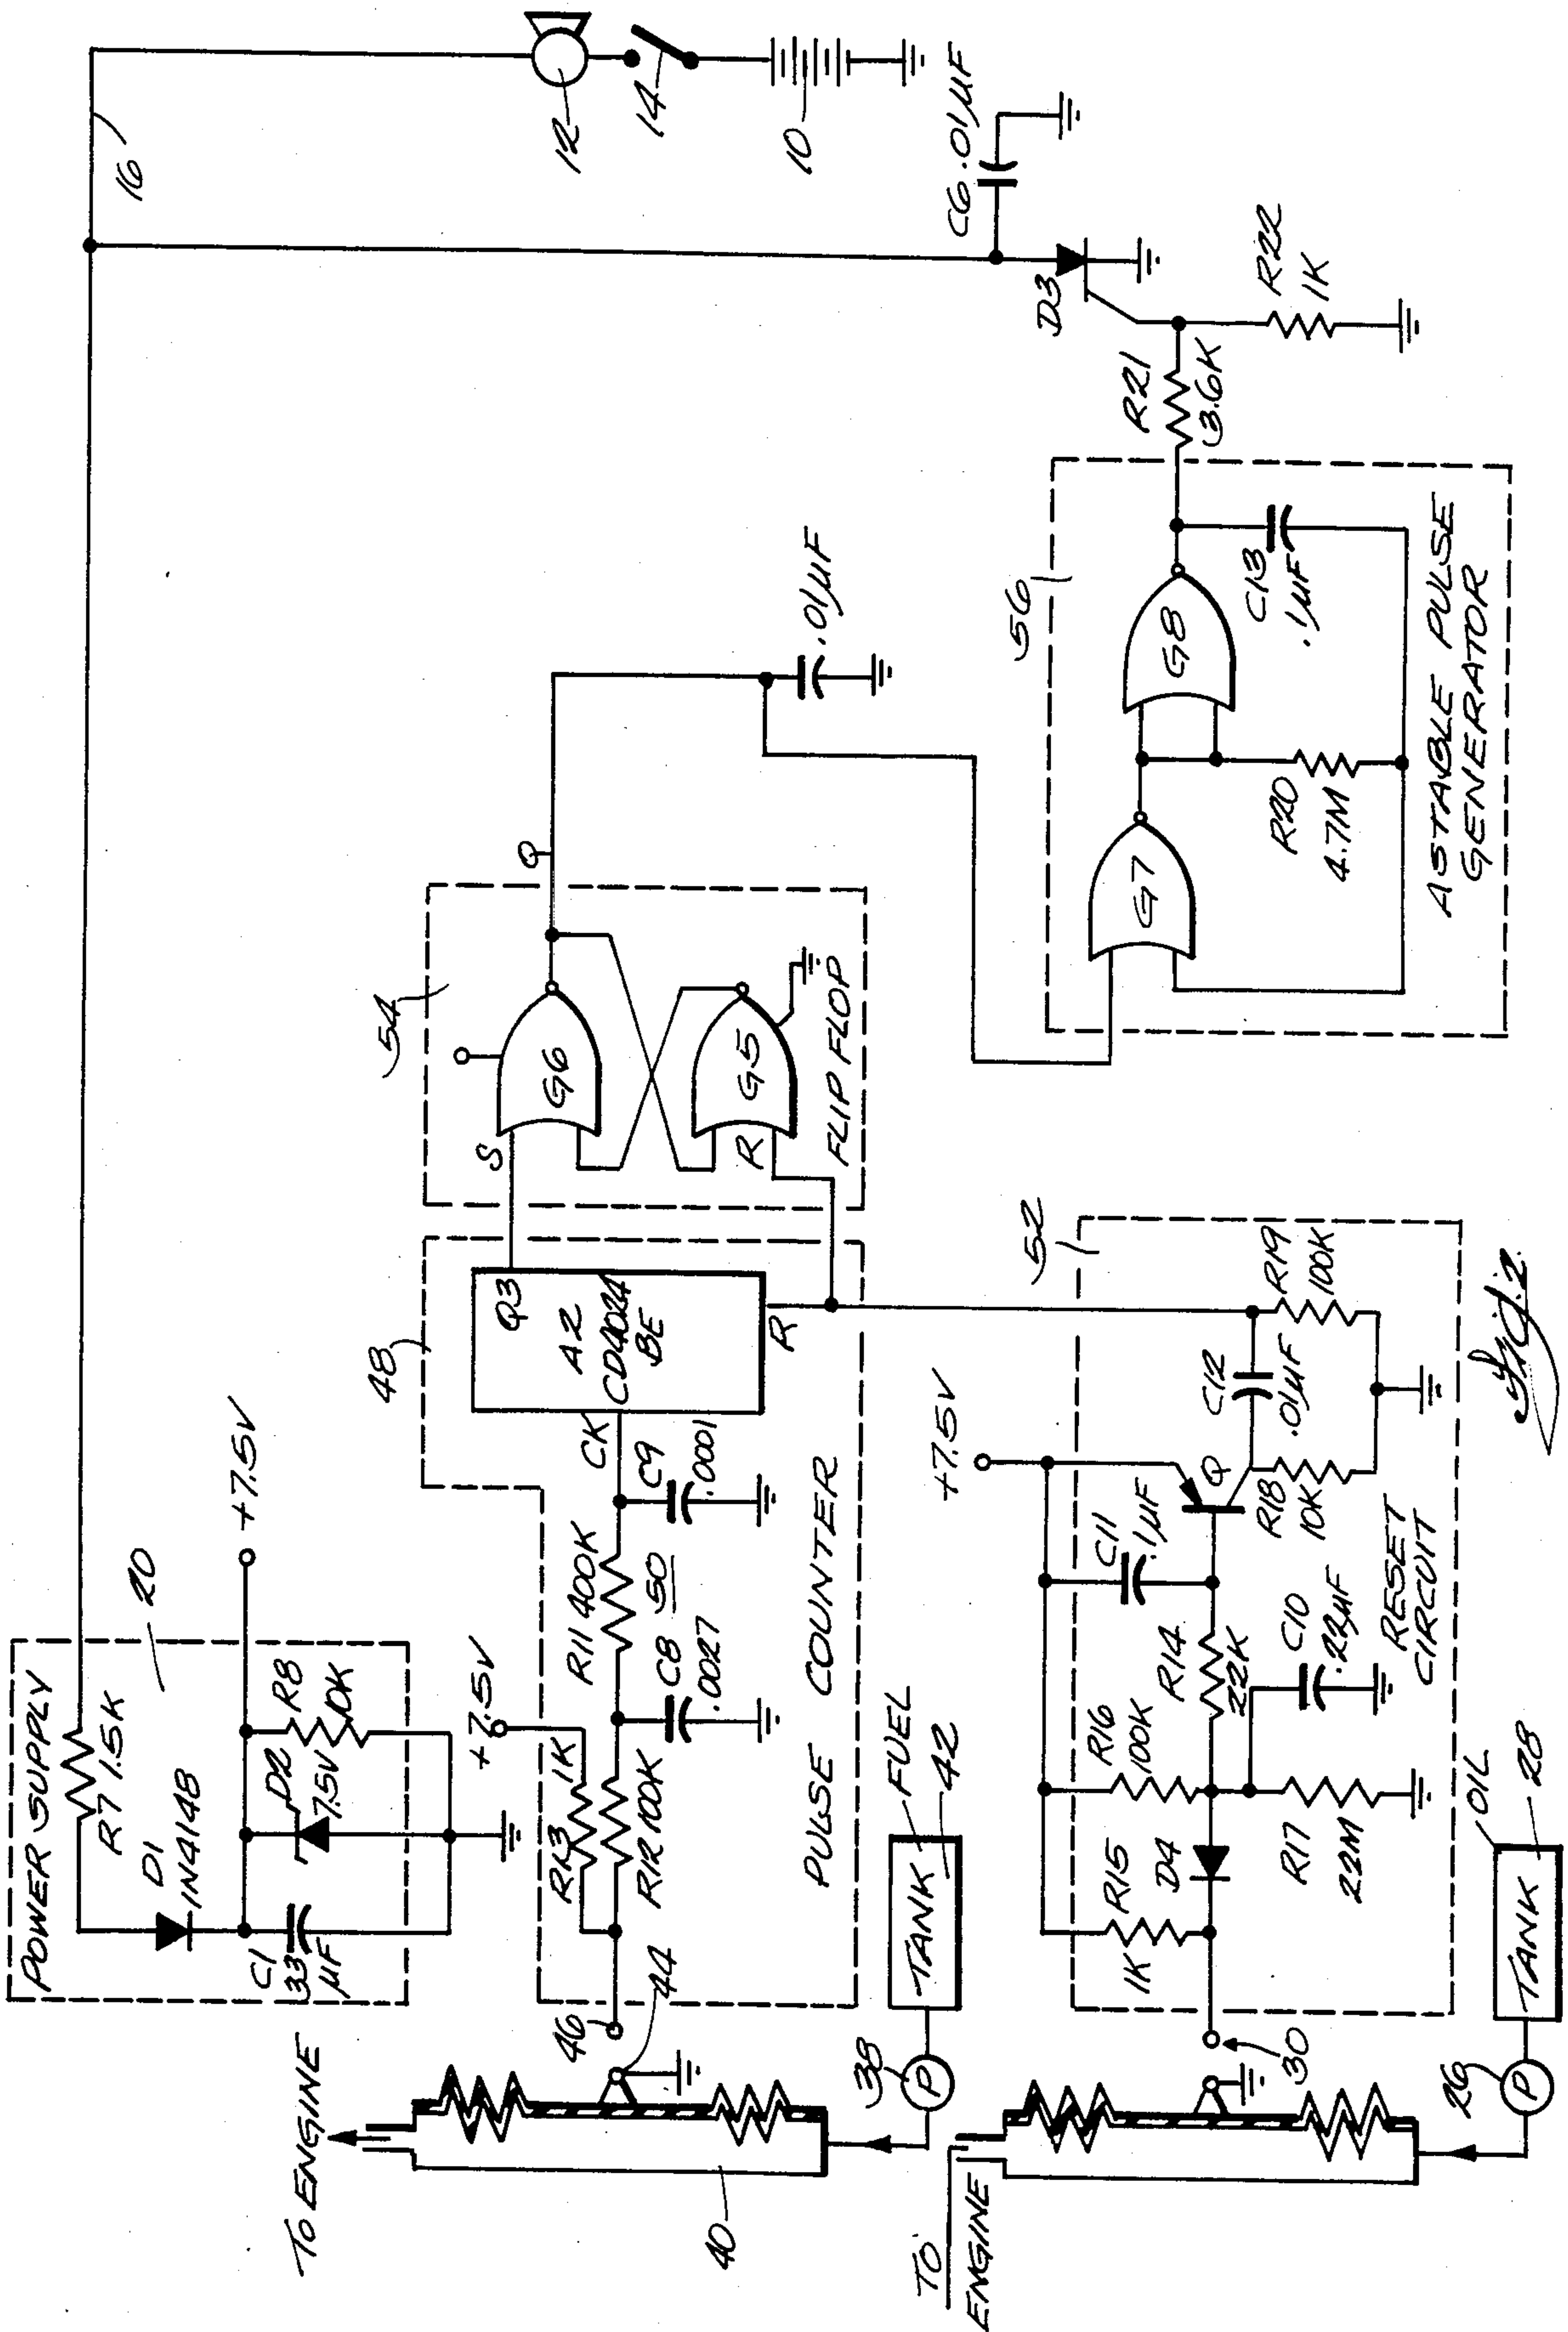 POWER SUPPLY
R7 1.5K
D1
IN4148
20
C1
33
µF
D2
7.5V
R8
10K
+7.5V
16
12
14
10
C6 .01µF
D3
R22
1K
R21
3.6K
TO ENGINE
40
46
44
+7.5V
R13 1K
R12 100K
R11 400K
50
C8
.0027
C9
.0001
48
CK
Q3
A2
CD4024
BE
R
PULSE COUNTER
54
S
G6
G5
R
Q
FLIP FLOP
.01µF
38
P
TANK
FUEL
42
56
G7
G8
R20
4.7M
C13
.1µF
ASTABLE PULSE
GENERATOR
TO
ENGINE
30
+7.5V
52
R15
1K
D4
R16
100K
R14
22K
R17
22M
C10
.22µF
C11
.1µF
Q
R18
10K
C12
.01µF
R19
100K
RESET
CIRCUIT
26
P
TANK
OIL
28
Fig. 2.